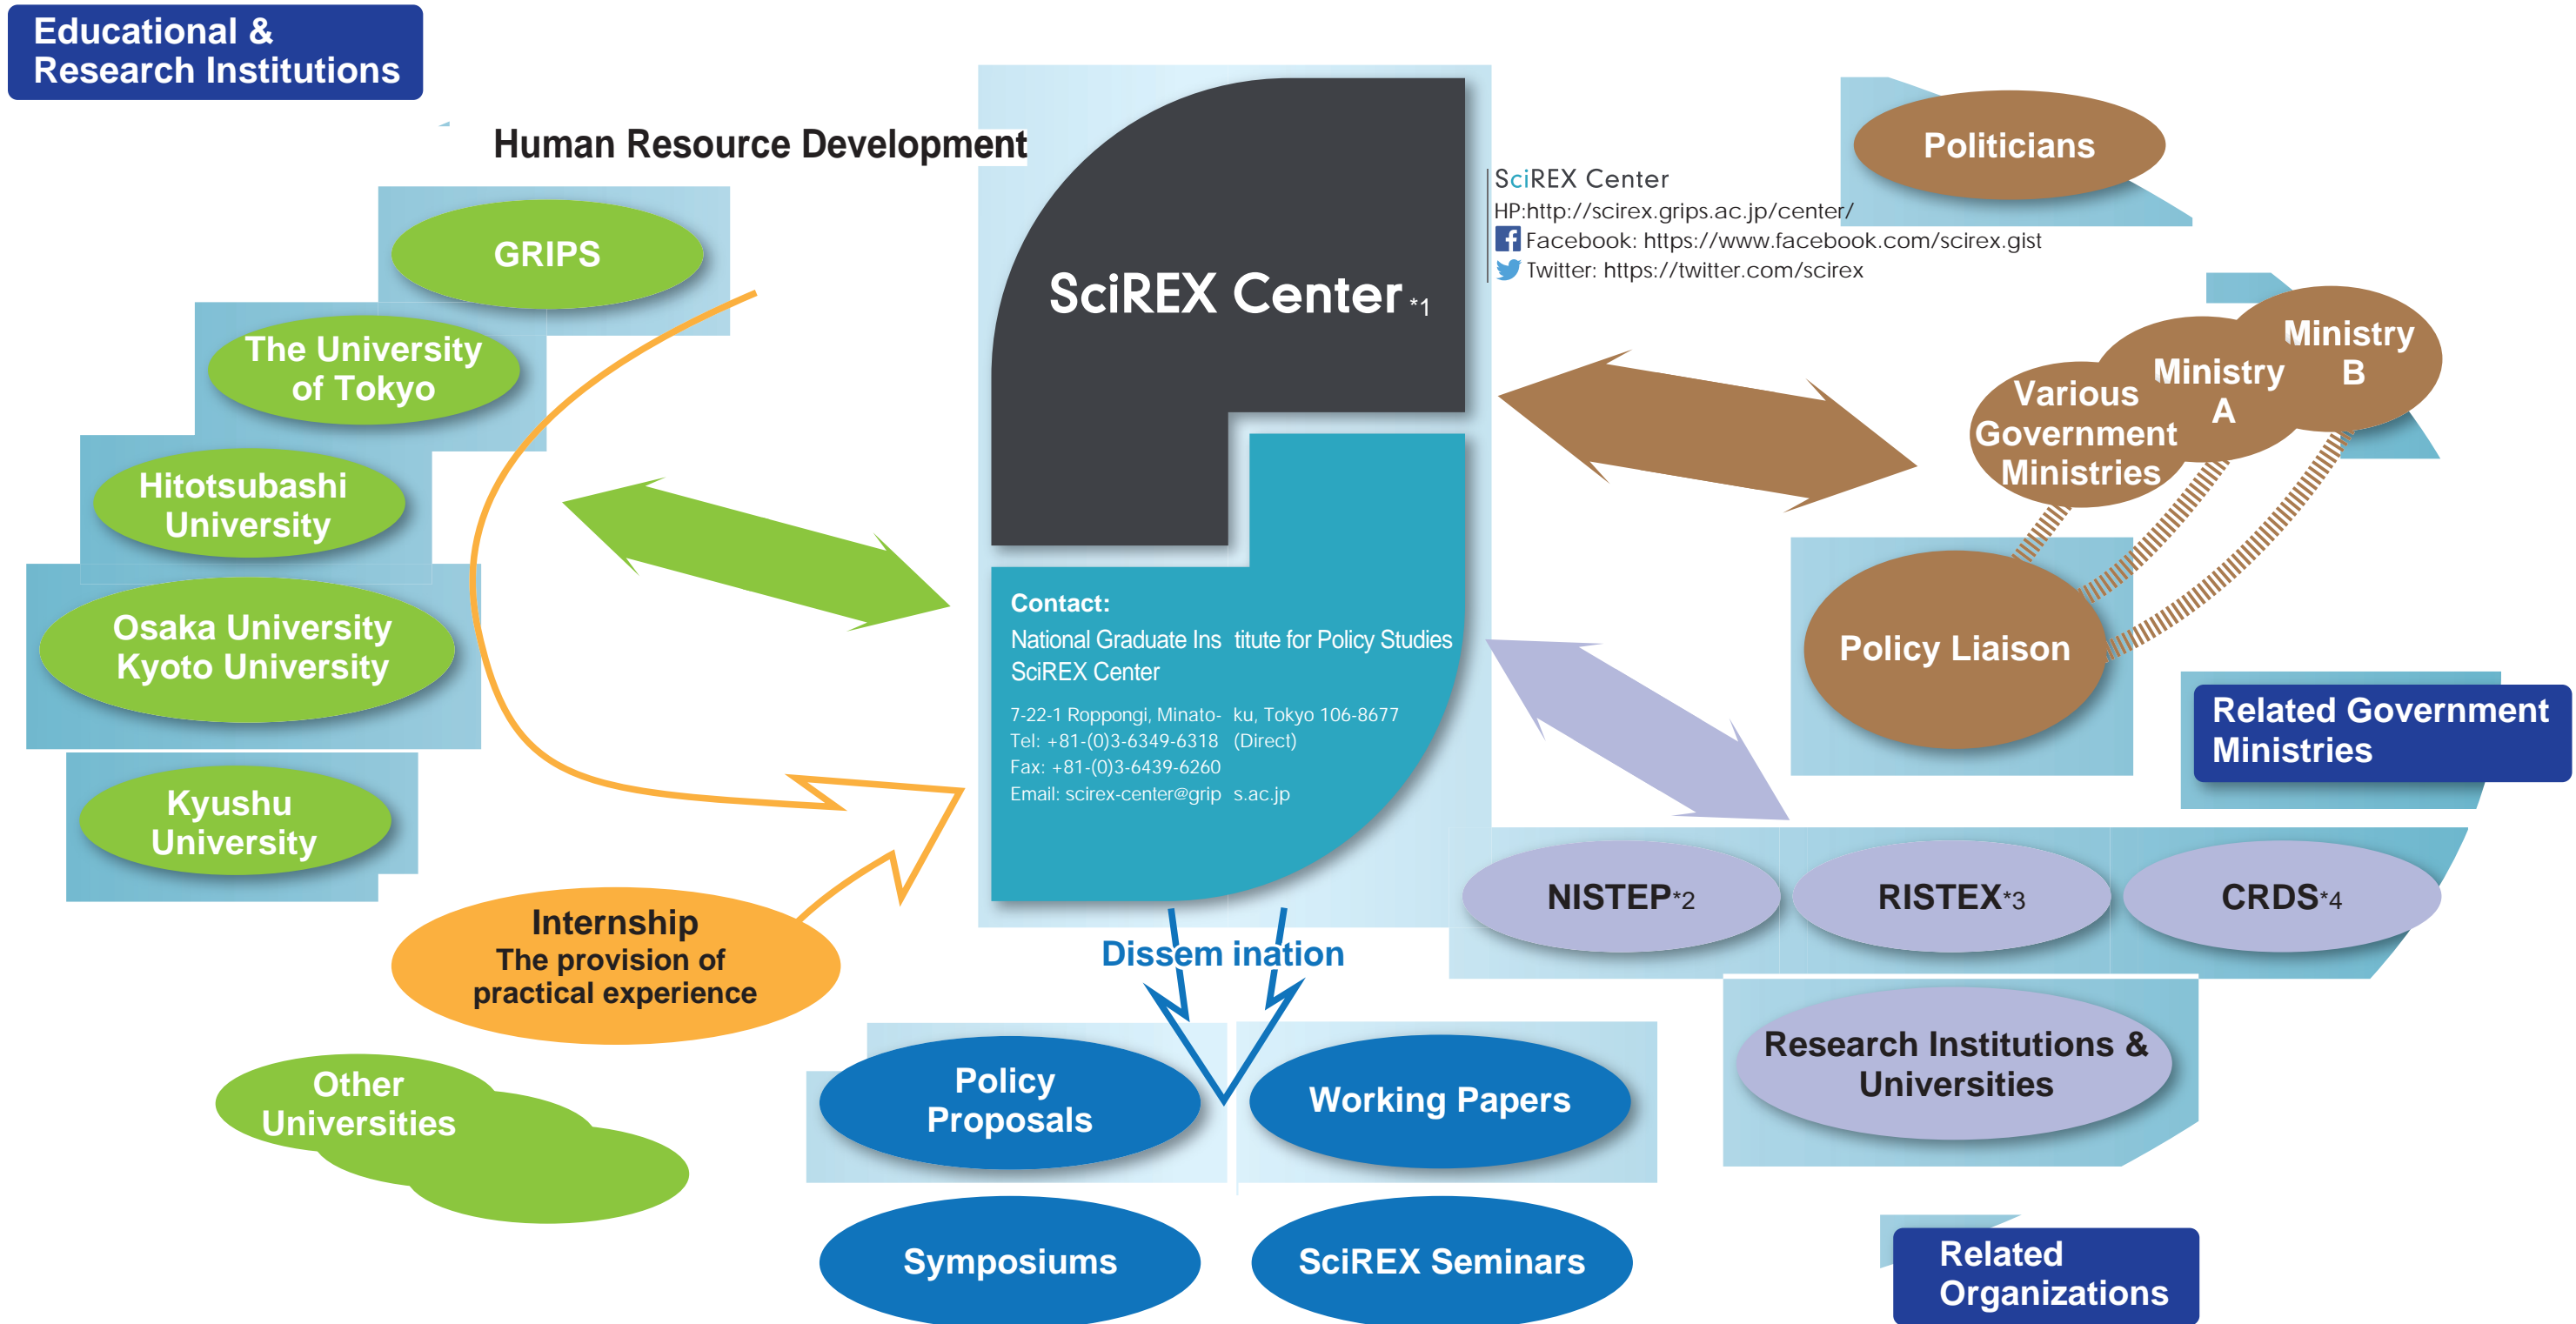 Educational &
Research Institutions
Human Resource Development
GRIPS
The University
of Tokyo
Hitotsubashi
University
Osaka University
Kyoto University
Kyushu
University
Internship
The provision of
practical experience
Other
Universities
SciREX Center *1
Contact:
National Graduate Ins titute for Policy Studies
SciREX Center
7-22-1 Roppongi, Minato- ku, Tokyo 106-8677
Tel: +81-(0)3-6349-6318 (Direct)
Fax: +81-(0)3-6439-6260
Email: scirex-center@grip s.ac.jp
Dissem ination
Policy
Proposals
Working Papers
Symposiums
SciREX Seminars
SciREX Center
HP:http://scirex.grips.ac.jp/center/
Facebook: https://www.facebook.com/scirex.gist
Twitter: https://twitter.com/scirex
Politicians
Various
Government
Ministries
Ministry
A
Ministry
B
Policy Liaison
Related Government
Ministries
NISTEP*2
RISTEX*3
CRDS*4
Research Institutions &
Universities
Related
Organizations